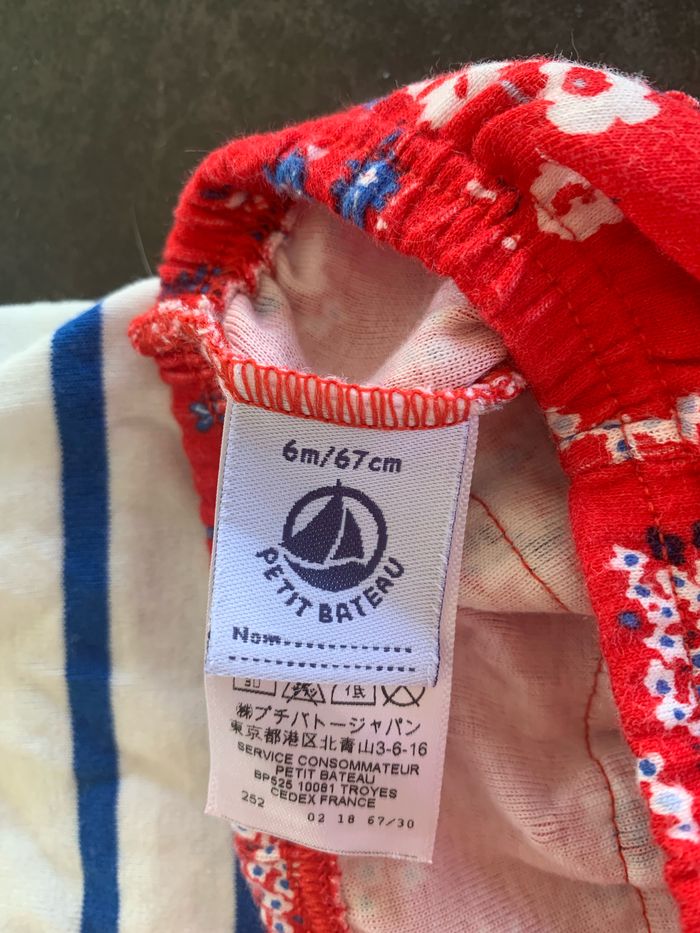 6m/67cm
PETIT BATEAU
Nom
低
㈱プチバトージャパン
東京都港区北青山3-6-16
SERVICE CONSOMMATEUR
PETIT BATEAU
BP525 10081 TROYES
CEDEX FRANCE
252
02 18 67/30